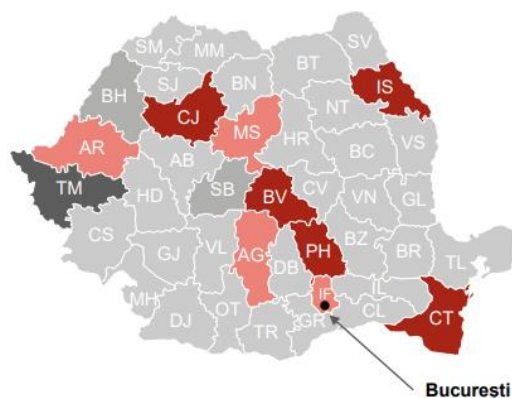 SV
SM
MM
BT
SJ
BN
IS
BH
CJ
NT
MS
VS
HR
AR
AB
BC
TM
SB
BV
CV
HD
VN
GL
CS
GJ
VL
AG
DB
PH
BZ
BR
TL
MH
IF
IL
OT
CT
DJ
TR
GR
CL
Bucuresti